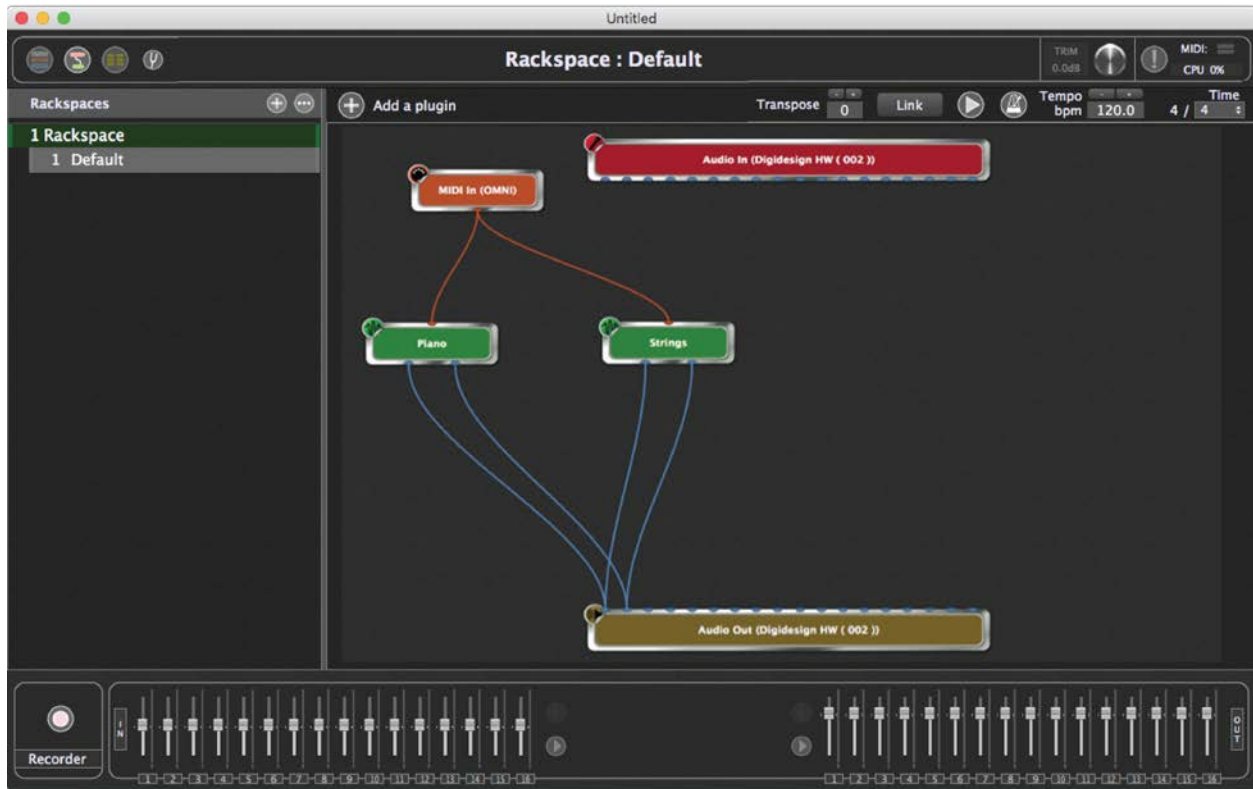 Untitled
Rackspace : Default
TRIM
0.0dB
MIDI:
CPU 0%
Rackspaces
Add a plugin
Transpose
- +
0
Link
Tempo
bpm
- +
120.0
Time
4 / 4
1 Rackspace
1 Default
Audio In (Digidesign HW ( 002 ))
MIDI In (OMNI)
Piano
Strings
Audio Out (Digidesign HW ( 002 ))
Recorder
IN
1 2 3 4 5 6 7 8 9 10 11 12 13 14 15 16
1 2 3 4 5 6 7 8 9 10 11 12 13 14 15 16
OUT